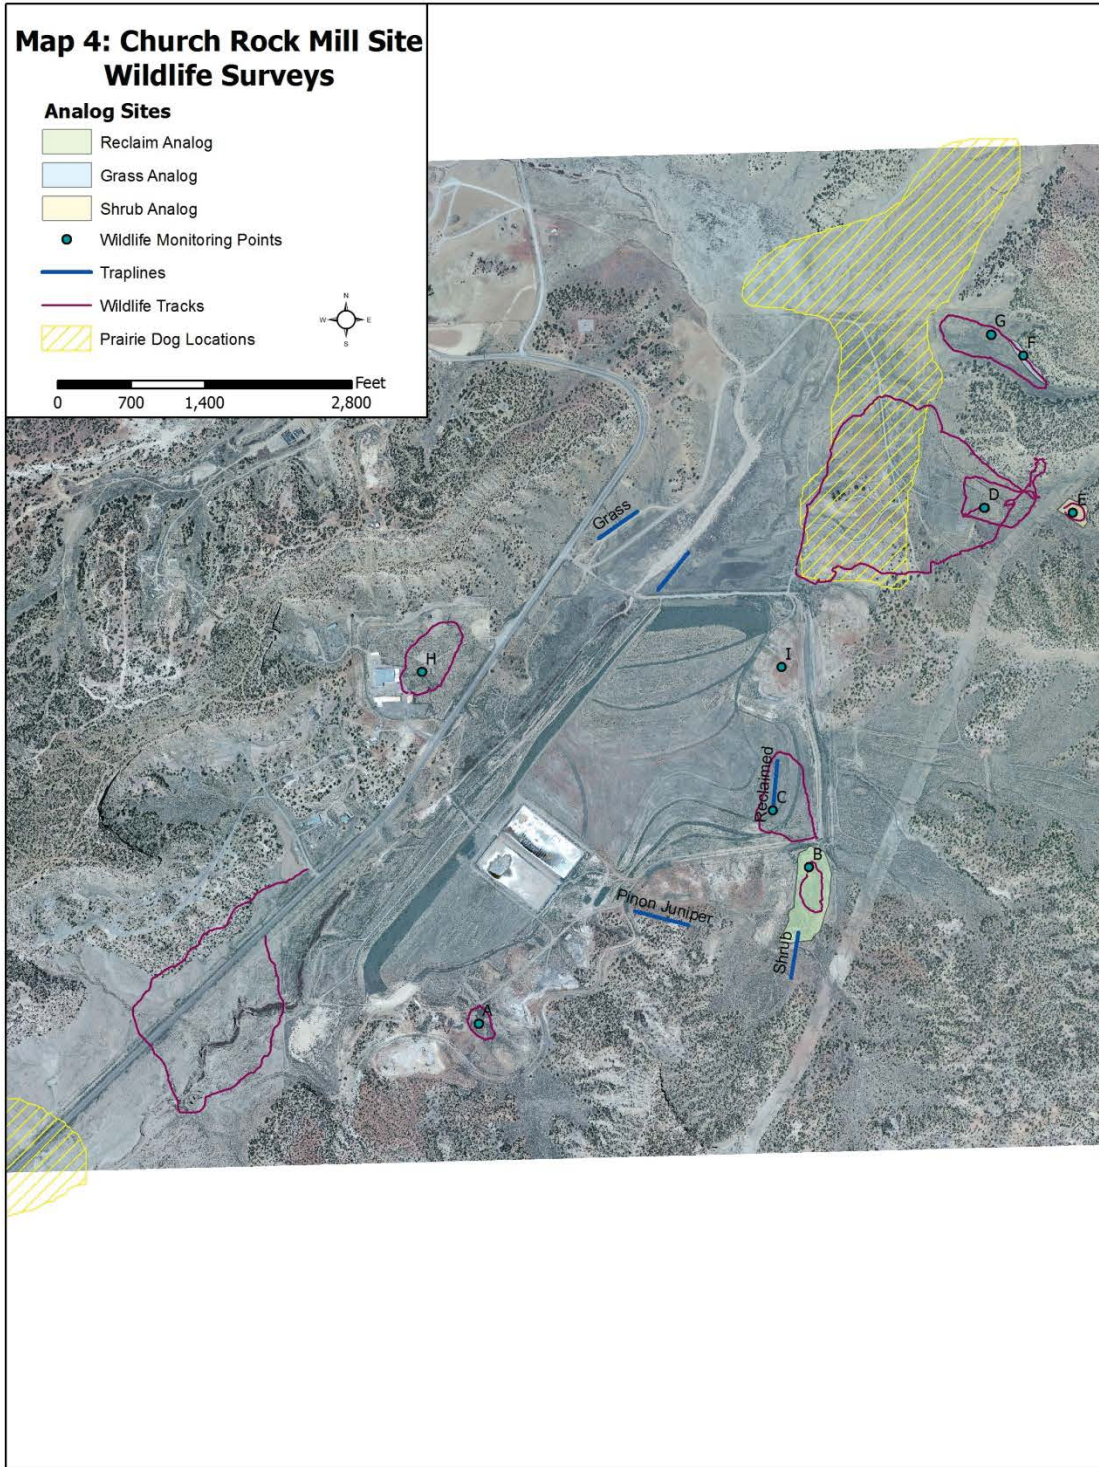 Map 4: Church Rock Mill Site
Wildlife Surveys
Analog Sites
Reclaim Analog
Grass Analog
Shrub Analog
Wildlife Monitoring Points
Traplines
Wildlife Tracks
Prairie Dog Locations
N
W E
S
Feet
0 700 1,400 2,800
G
F
D
E
Grass
H
I
Reclaimed
C
B
Pinon Juniper
Shrub
A